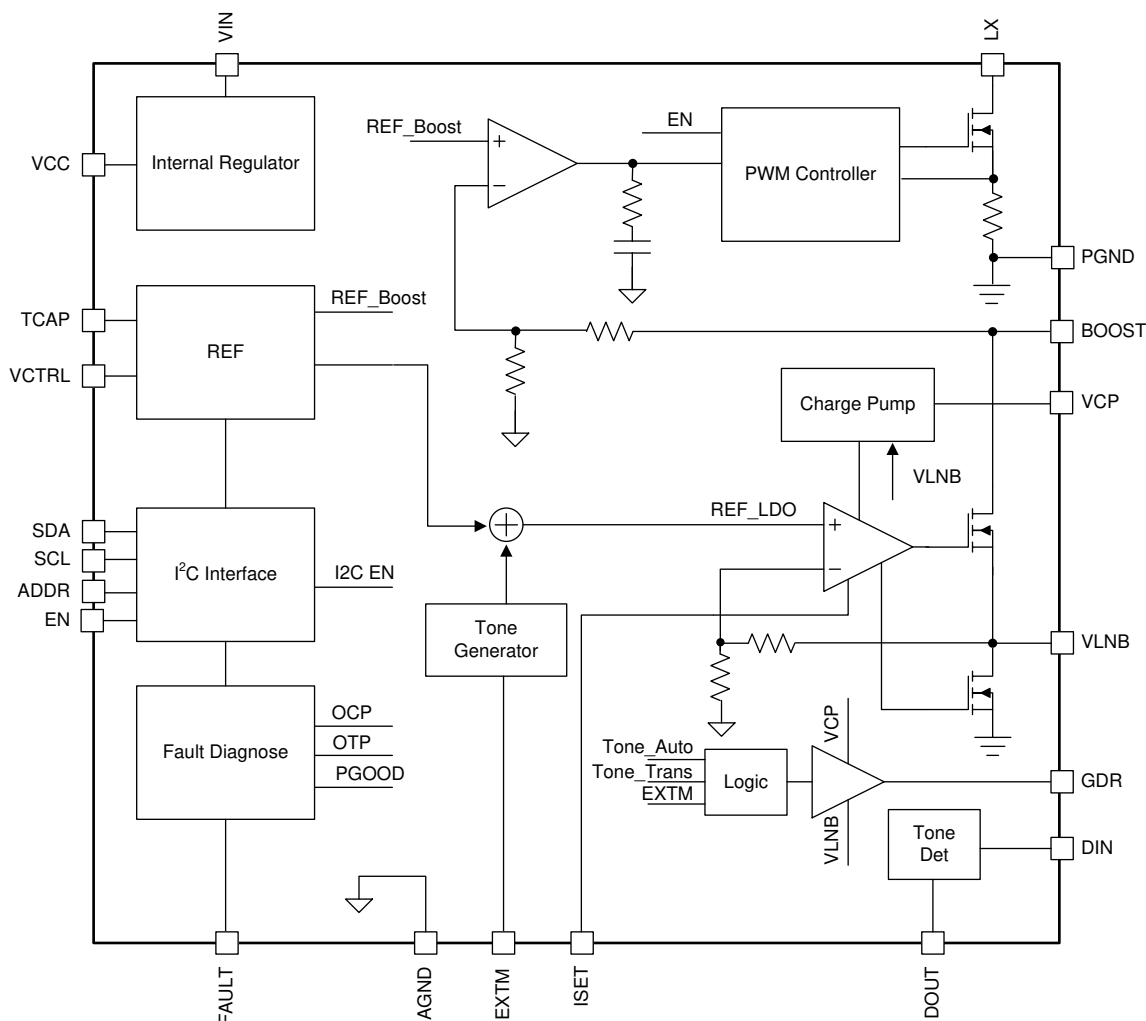 VIN
LX
REF_Boost
+
−
EN
PWM Controller
VCC
Internal Regulator
PGND
TCAP
VCTRL
REF
REF_Boost
BOOST
Charge Pump
VCP
VLNB
SDA
SCL
ADDR
EN
I²C Interface
I2C EN
REF_LDO
+
−
Tone
Generator
VLNB
Fault Diagnose
OCP
OTP
PGOOD
Tone_Auto
Tone_Trans
EXTM
Logic
VCP
VLNB
GDR
Tone
Det
DIN
FAULT
AGND
EXTM
ISET
DOUT